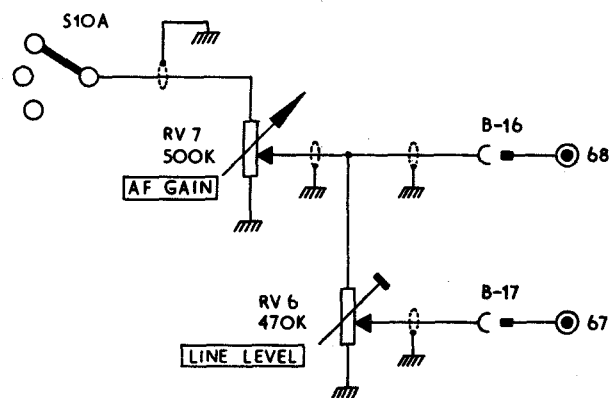 S10A
RV 7
500K
AF GAIN
B-16
68
RV 6
470K
LINE LEVEL
B-17
67